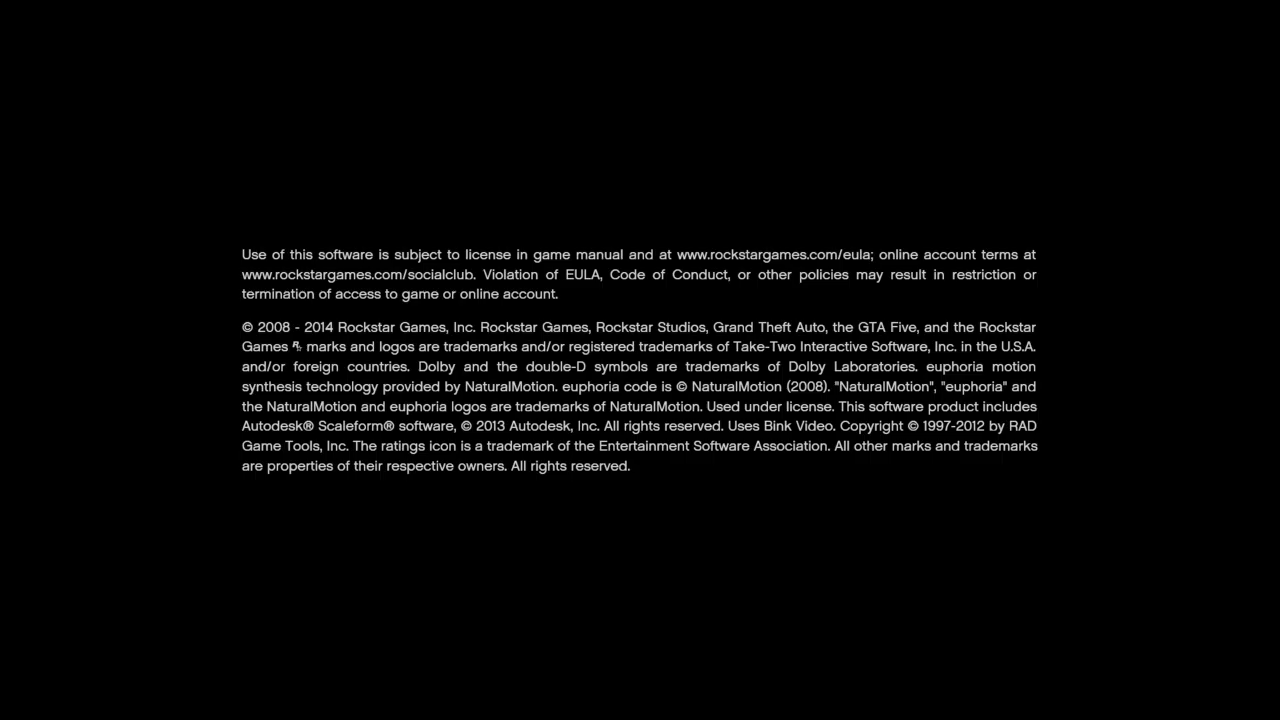 Use of this software is subject to license in game manual and at www.rockstargames.com/eula; online account terms at
www.rockstargames.com/socialclub. Violation of EULA, Code of Conduct, or other policies may result in restriction or
termination of access to game or online account.
© 2008 - 2014 Rockstar Games, Inc. Rockstar Games, Rockstar Studios, Grand Theft Auto, the GTA Five, and the Rockstar
Games R* marks and logos are trademarks and/or registered trademarks of Take-Two Interactive Software, Inc. in the U.S.A.
and/or foreign countries. Dolby and the double-D symbols are trademarks of Dolby Laboratories. euphoria motion
synthesis technology provided by NaturalMotion. euphoria code is © NaturalMotion (2008). "NaturalMotion", "euphoria" and
the NaturalMotion and euphoria logos are trademarks of NaturalMotion. Used under license. This software product includes
Autodesk® Scaleform® software, © 2013 Autodesk, Inc. All rights reserved. Uses Bink Video. Copyright © 1997-2012 by RAD
Game Tools, Inc. The ratings icon is a trademark of the Entertainment Software Association. All other marks and trademarks
are properties of their respective owners. All rights reserved.